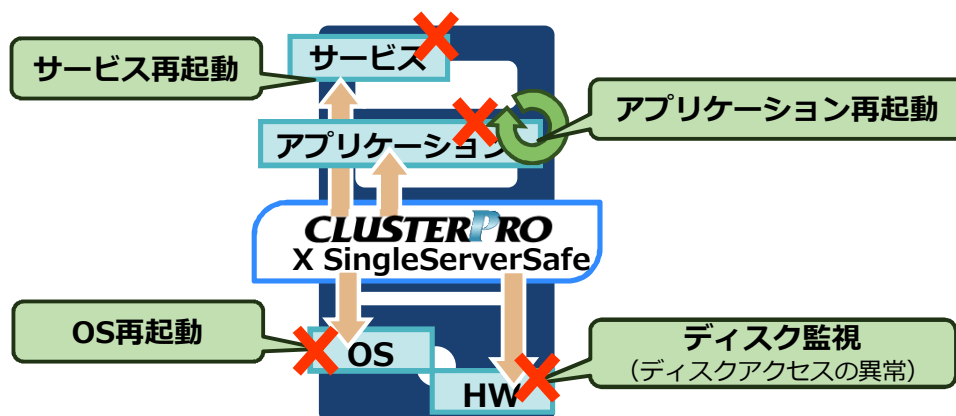 サービス
サービス再起動
アプリケーション再起動
アプリケーション
CLUSTERPRO
X SingleServerSafe
OS再起動
OS
ディスク監視
（ディスクアクセスの異常）
HW